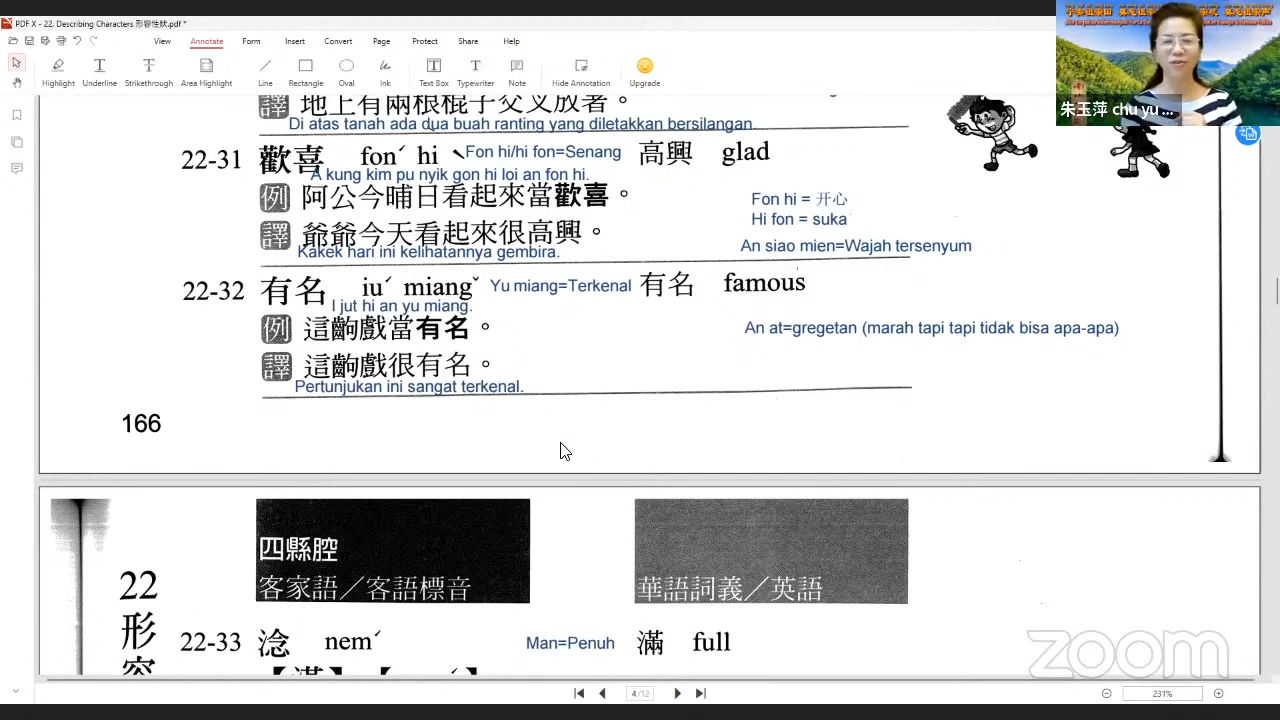 PDF X - 22. Describing Characters 形容性狀.pdf *
View Annotate Form Insert Convert Page Protect Share Help
Highlight Underline Strikethrough Area Highlight Line Rectangle Oval Ink Text Box Typewriter Note Hide Annotation Upgrade
朱玉萍 chu yu...
譯 地上有兩根棍子交叉放著。
Di atas tanah ada dua buah ranting yang diletakkan bersilangan.
22-31 歡喜 fonˊ hiˋ Fon hi/hi fon=Senang 高興 glad
A kung kim pu nyik gon hi loi an fon hi.
例 阿公今晡日看起來當歡喜。
Fon hi = 开心
Hi fon = suka
譯 爺爺今天看起來很高興。
An siao mien=Wajah tersenyum
Kakek hari ini kelihatannya gembira.
22-32 有名 iuˊ miangˇ Yu miang=Terkenal 有名 famous
I jut hi an yu miang.
例 這齣戲當有名。
An at=gregetan (marah tapi tapi tidak bisa apa-apa)
譯 這齣戲很有名。
Pertunjukan ini sangat terkenal.
166
四縣腔
客家語／客語標音
華語詞義／英語
22
形
容
22-33 淰 nemˊ Man=Penuh 滿 full
zoom
4 /12
231%